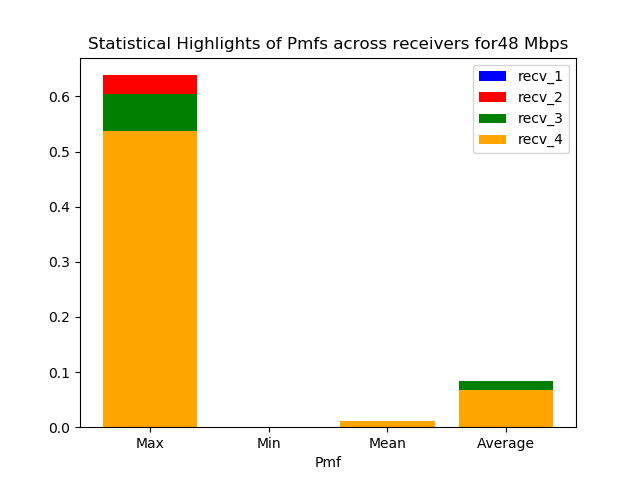 Statistical Highlights of Pmfs across receivers for48 Mbps
recv_1
recv_2
recv_3
recv_4
0.6
0.5
0.4
0.3
0.2
0.1
0.0
Max Min Mean Average
Pmf